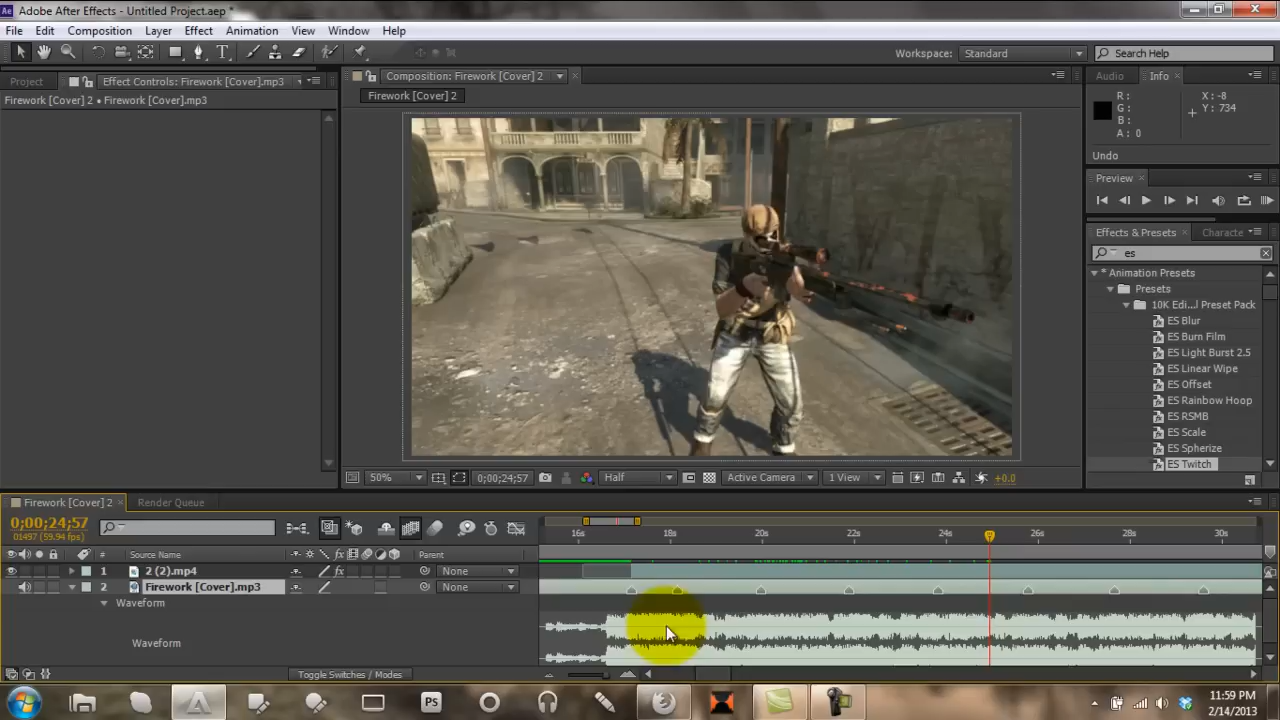 Adobe After Effects - Untitled Project.aep *
File Edit Composition Layer Effect Animation View Window Help
Workspace: Standard Search Help
Project Effect Controls: Firework [Cover].mp3
Firework [Cover] 2 • Firework [Cover].mp3
Composition: Firework [Cover] 2
Firework [Cover] 2
Audio Info
R : X : -8
G : Y : 734
B :
A : 0
Undo
Preview
Effects & Presets Characte
es
* Animation Presets
Presets
10K Edi...l Preset Pack
ES Blur
ES Burn Film
ES Light Burst 2.5
ES Linear Wipe
ES Offset
ES Rainbow Hoop
ES RSMB
ES Scale
ES Spherize
ES Twitch
50% 0;00;24;57 Half Active Camera 1 View +0.0
Firework [Cover] 2 Render Queue
0;00;24;57
01497 (59.94 fps)
16s 18s 20s 22s 24s 26s 28s 30s
# Source Name fx Parent
1 2 (2).mp4 fx None
2 Firework [Cover].mp3 None
Waveform
Waveform
Toggle Switches / Modes
Ps
11:59 PM
2/14/2013